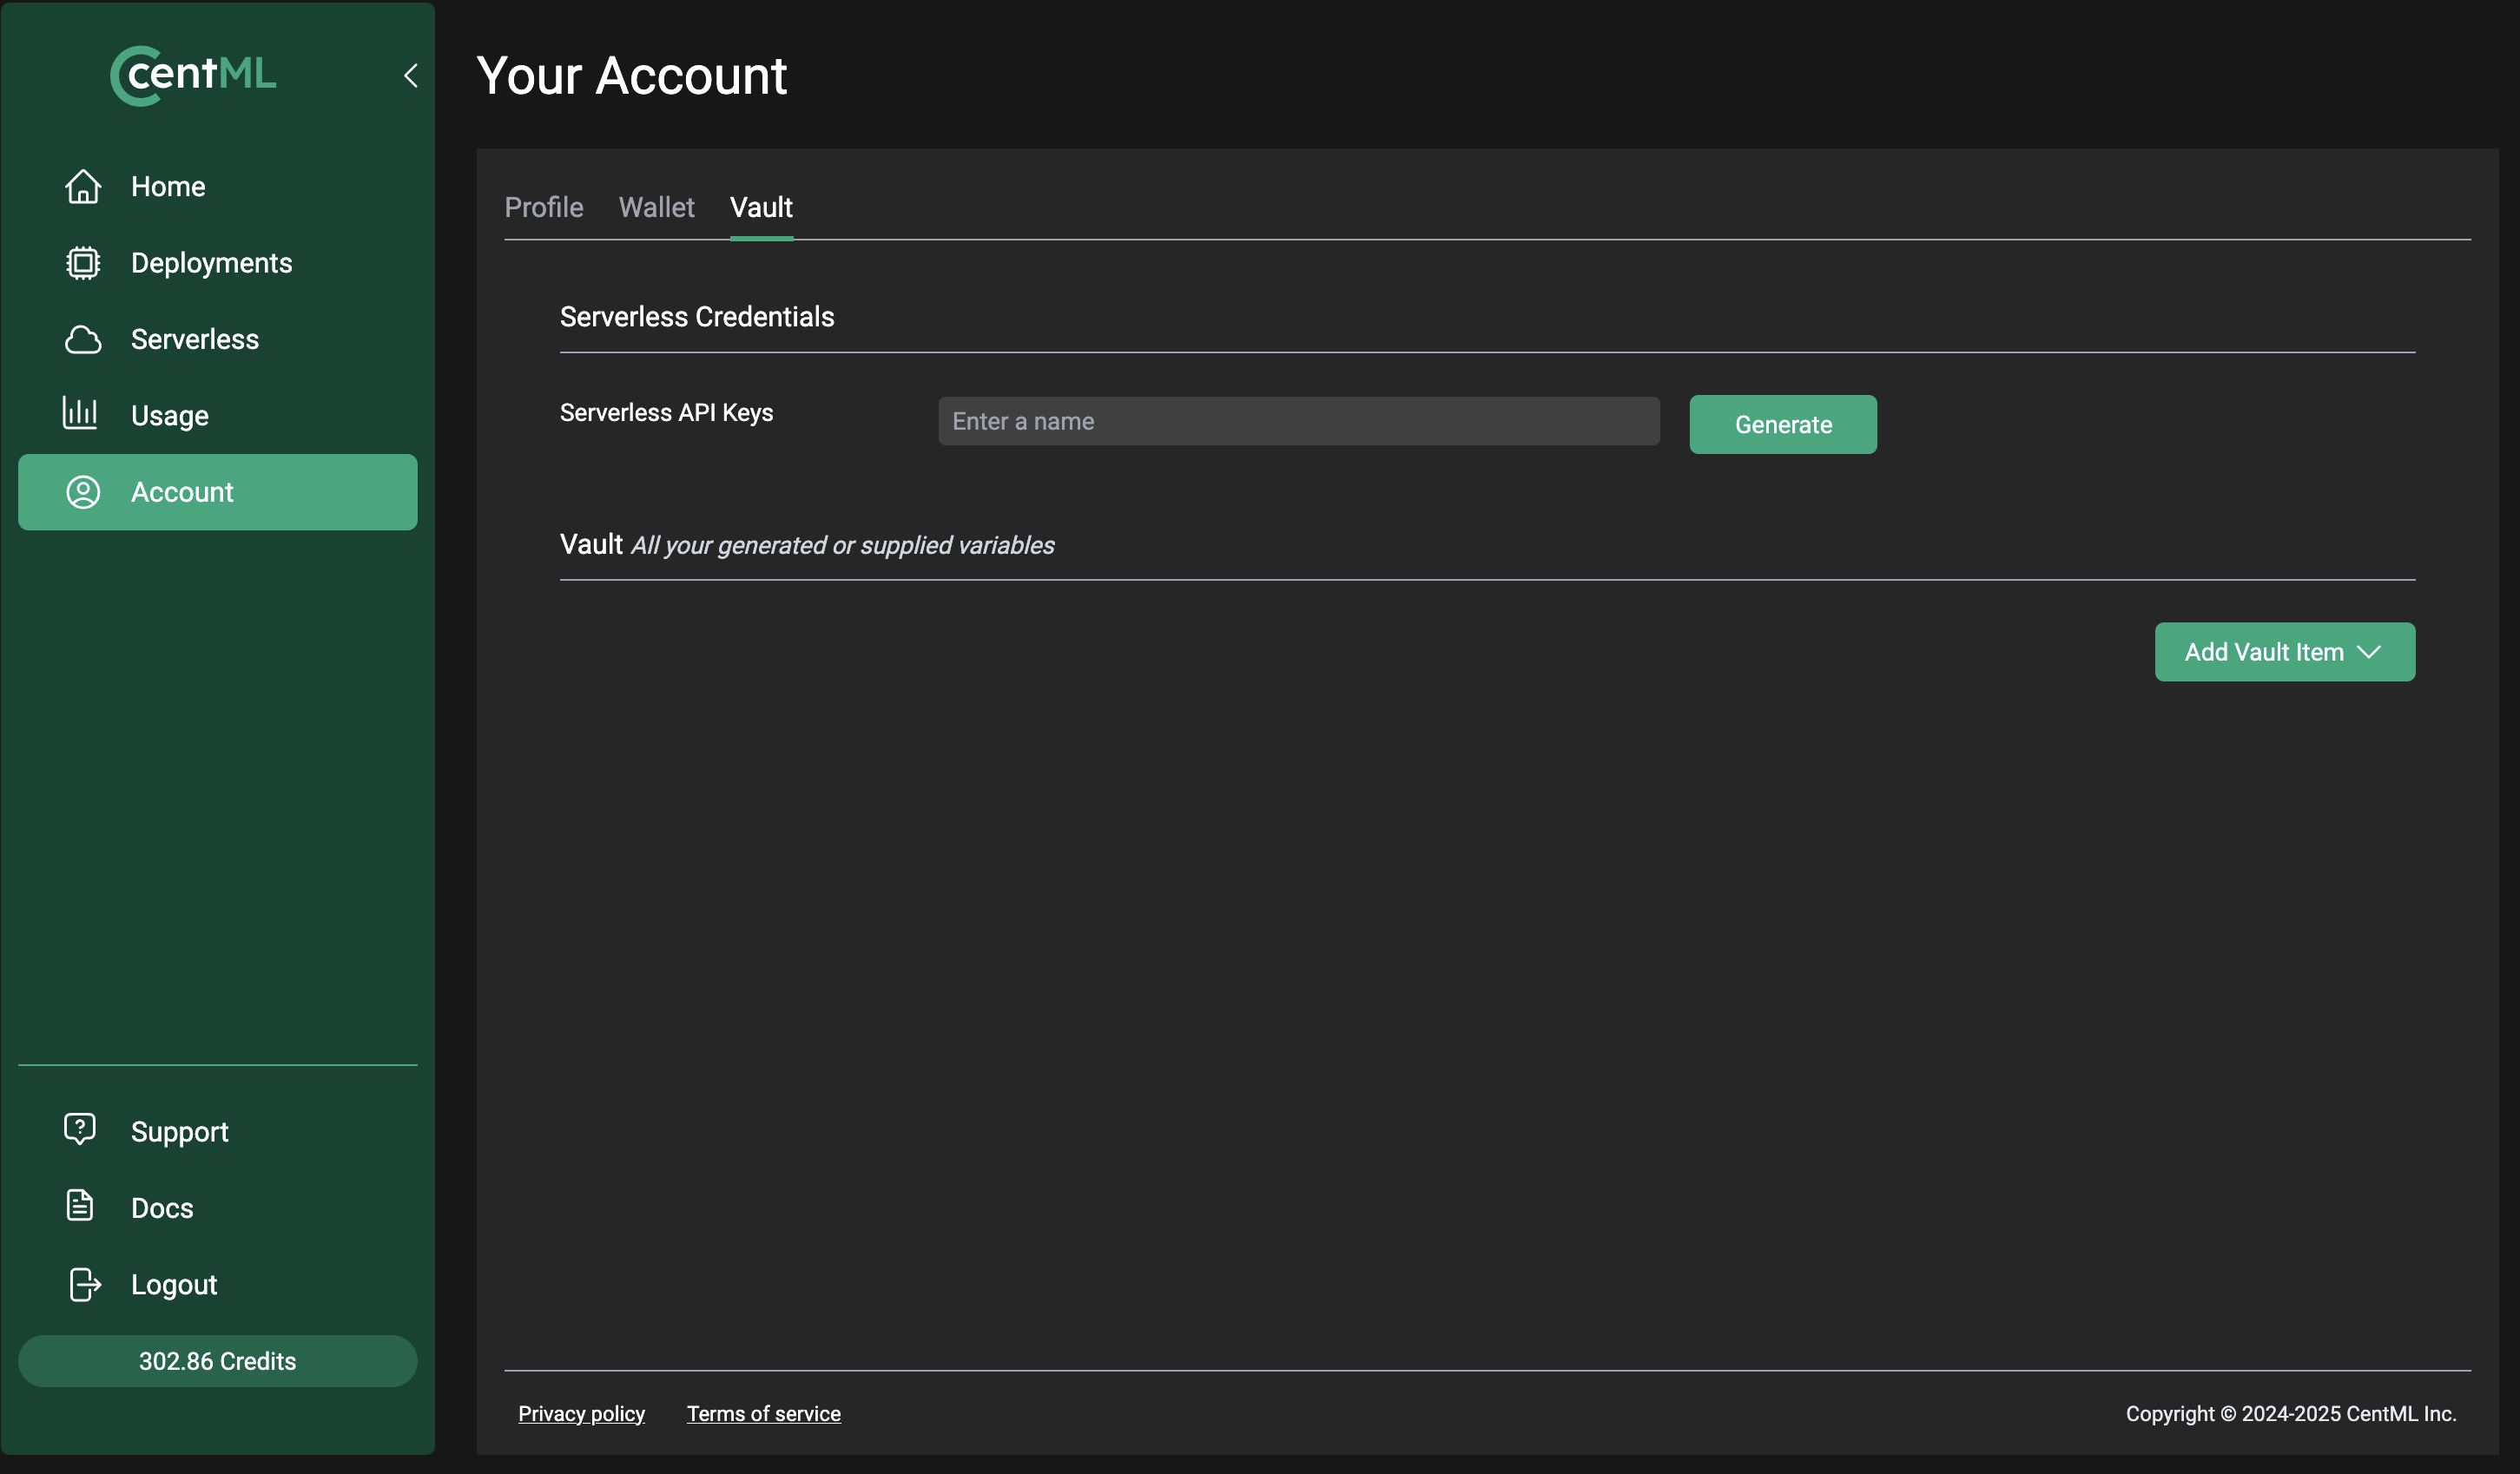 centML
Your Account
Home
Deployments
Serverless
Usage
Account
Profile Wallet Vault
Serverless Credentials
Serverless API Keys
Enter a name
Generate
Vault All your generated or supplied variables
Add Vault Item
Support
Docs
Logout
302.86 Credits
Privacy policy Terms of service
Copyright © 2024-2025 CentML Inc.